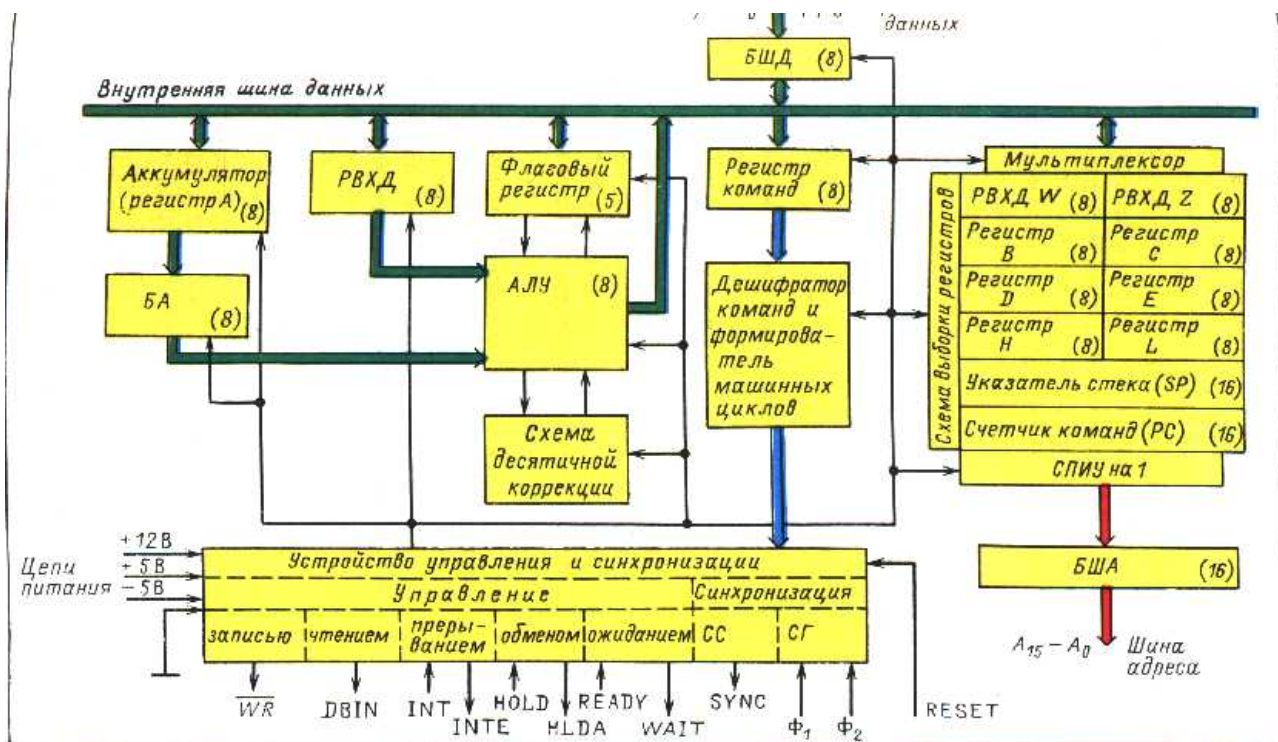 данных
БШД (8)
Внутренняя шина данных
Аккумулятор
(регистр А) (8)
РВХД
(8)
Флаговый
регистр (5)
Регистр
команд (8)
Мультиплексор
Схема выборки регистров
РВХД W (8)
РВХД Z (8)
Регистр
B (8)
Регистр
C (8)
Регистр
D (8)
Регистр
E (8)
Регистр
H (8)
Регистр
L (8)
Указатель стека (SP) (16)
Счетчик команд (PC) (16)
СПИУ на 1
БА
(8)
АЛУ (8)
Дешифратор
команд и
формирова-
тель
машинных
циклов
Схема
десятичной
коррекции
БША (16)
A15 – A0
Шина
адреса
Цепи
питания
+12В
+5В
–5В
Устройство управления и синхронизации
Управление
Синхронизация
записью
чтением
преры-
ванием
обменом
ожиданием
СС
СГ
WR
DBIN
INT
INTE
HOLD
HLDA
READY
WAIT
SYNC
Ф1
Ф2
RESET